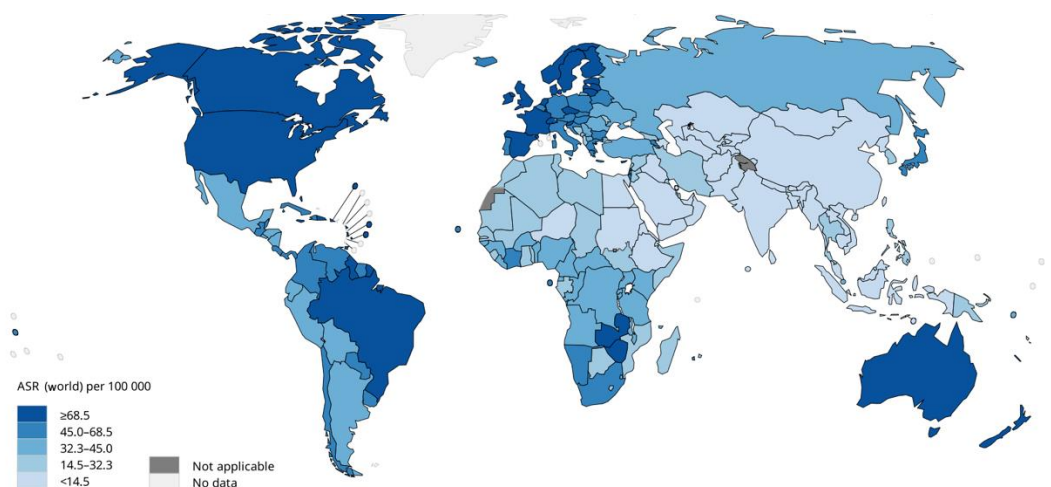 ASR (world) per 100 000
≥68.5
45.0–68.5
32.3–45.0
14.5–32.3
<14.5
Not applicable
No data